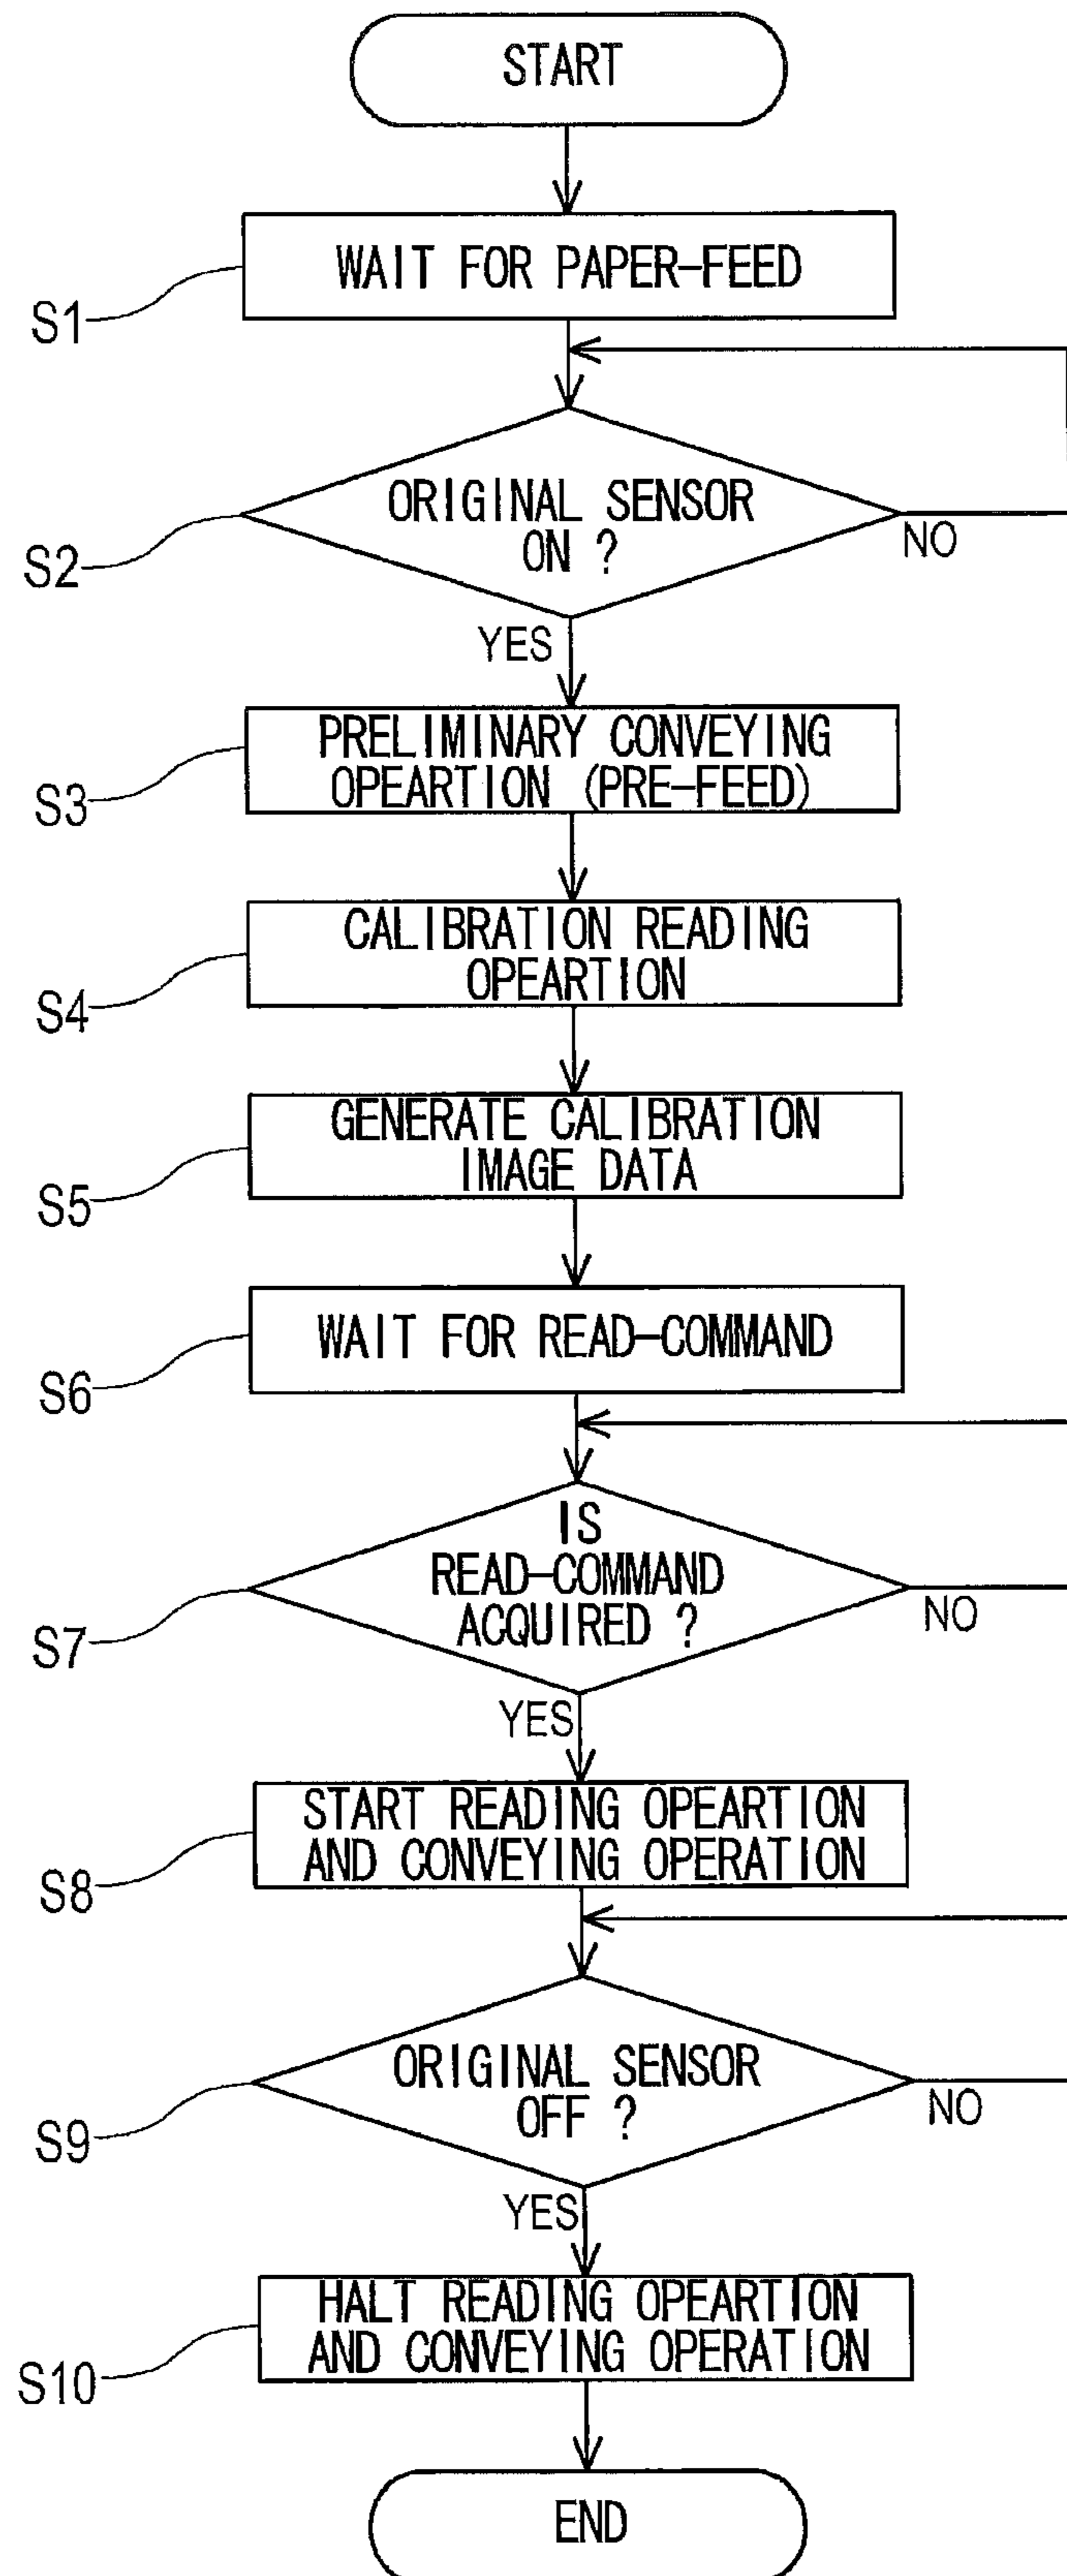 START
WAIT FOR PAPER-FEED
S1
ORIGINAL SENSOR
ON ?
NO
S2
YES
PRELIMINARY CONVEYING
OPEARTION (PRE-FEED)
S3
CALIBRATION READING
OPEARTION
S4
GENERATE CALIBRATION
IMAGE DATA
S5
WAIT FOR READ-COMMAND
S6
IS
READ-COMMAND
ACQUIRED ?
NO
S7
YES
START READING OPEARTION
AND CONVEYING OPERATION
S8
ORIGINAL SENSOR
OFF ?
NO
S9
YES
HALT READING OPEARTION
AND CONVEYING OPERATION
S10
END